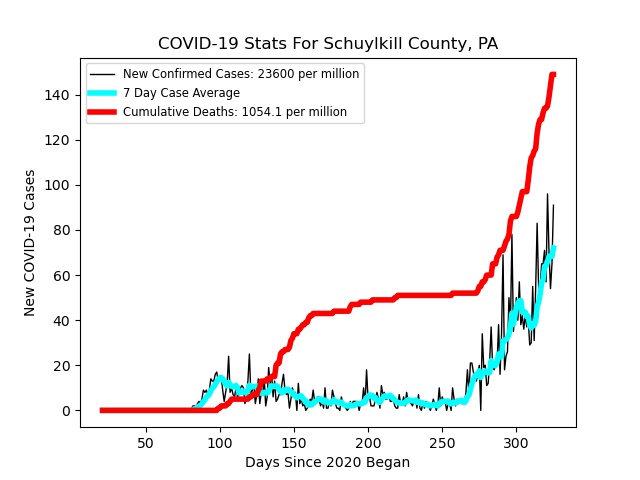 COVID-19 Stats For Schuylkill County, PA
New Confirmed Cases: 23600 per million
7 Day Case Average
Cumulative Deaths: 1054.1 per million
New COVID-19 Cases
140
120
100
80
60
40
20
0
50 100 150 200 250 300
Days Since 2020 Began